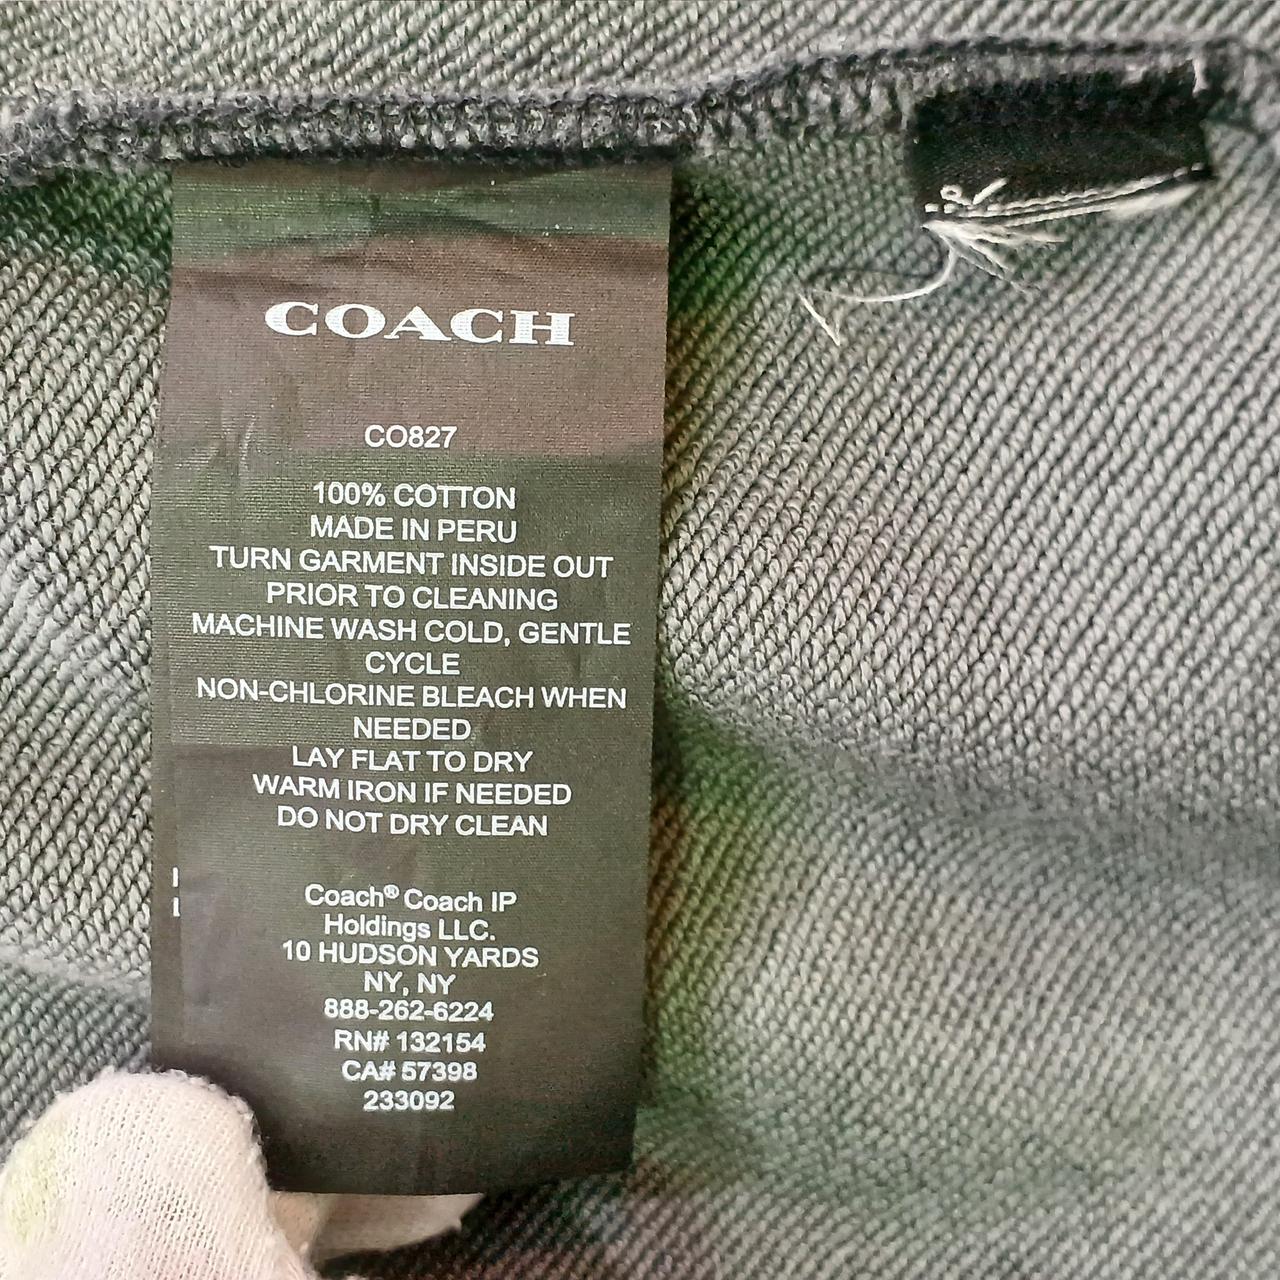 COACH
CO827
100% COTTON
MADE IN PERU
TURN GARMENT INSIDE OUT
PRIOR TO CLEANING
MACHINE WASH COLD, GENTLE
CYCLE
NON-CHLORINE BLEACH WHEN
NEEDED
LAY FLAT TO DRY
WARM IRON IF NEEDED
DO NOT DRY CLEAN
Coach® Coach IP
Holdings LLC.
10 HUDSON YARDS
NY, NY
888-262-6224
RN# 132154
CA# 57398
233092